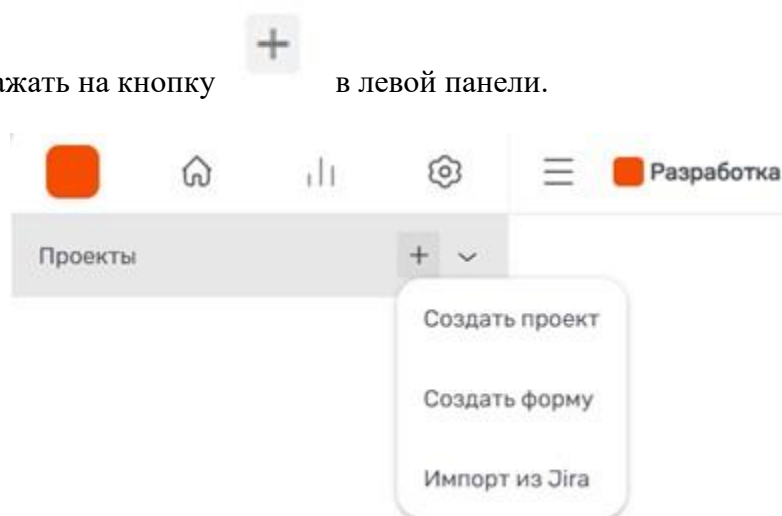 ажать на кнопку + в левой панели.
Разработка
Проекты +
Создать проект
Создать форму
Импорт из Jira